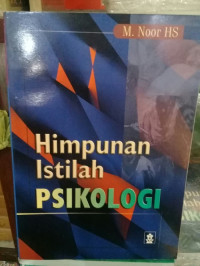 M. Noor HS
Himpunan
Istilah
PSIKOLOGI